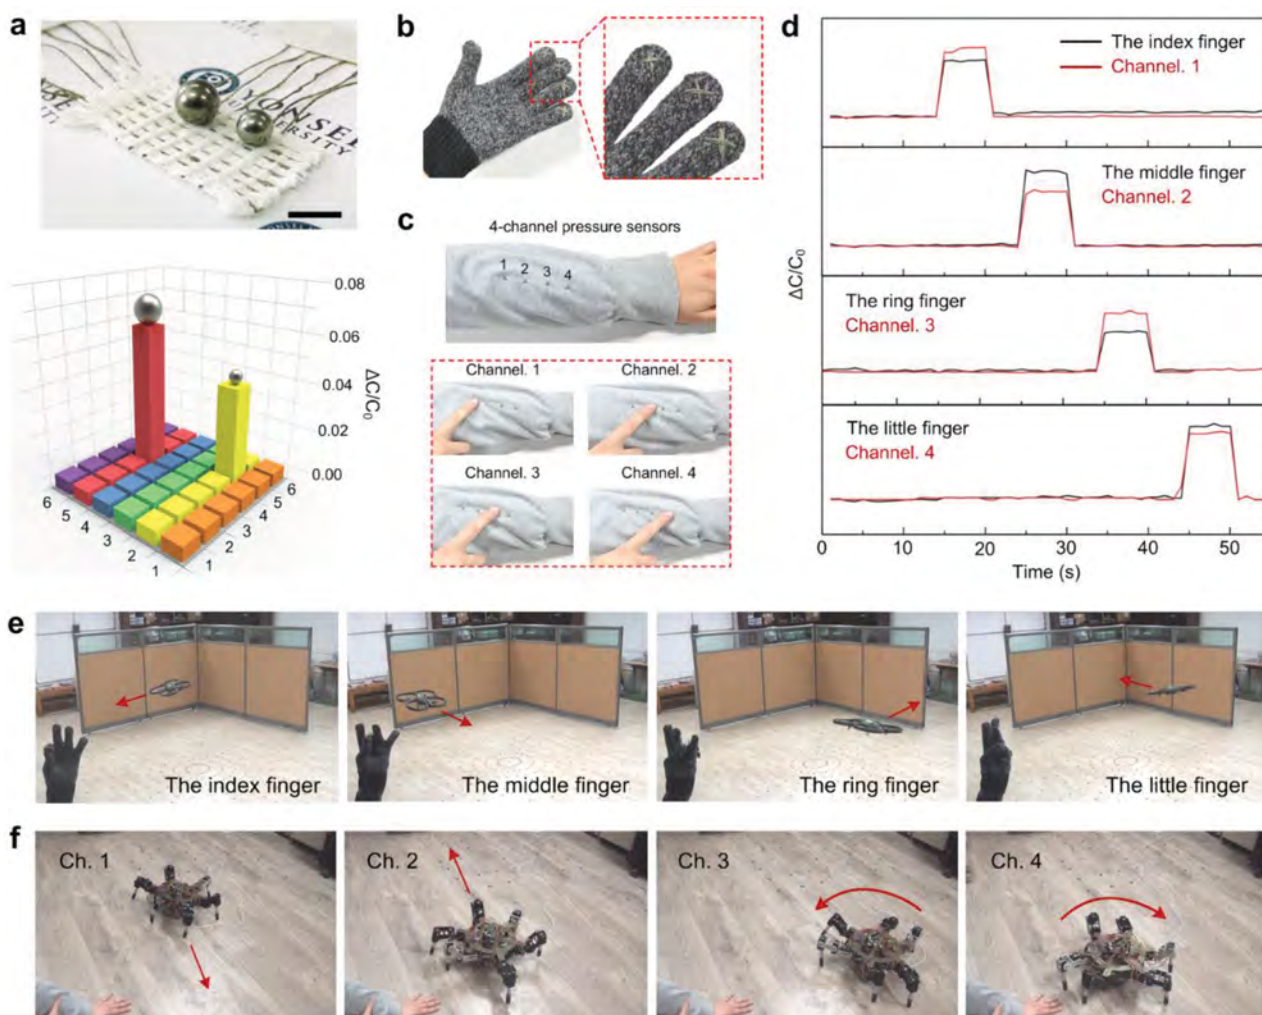 a
YONSEI
UNIVERSITY
0.08
0.06
0.04
0.02
0.00
ΔC/C₀
6
5
4
3
2
1
1
2
3
4
5
6
b
c
4-channel pressure sensors
1 2 3 4
Channel. 1
Channel. 2
Channel. 3
Channel. 4
d
The index finger
Channel. 1
The middle finger
Channel. 2
The ring finger
Channel. 3
The little finger
Channel. 4
ΔC/C₀
0 10 20 30 40 50
Time (s)
e
The index finger
The middle finger
The ring finger
The little finger
f
Ch. 1
Ch. 2
Ch. 3
Ch. 4